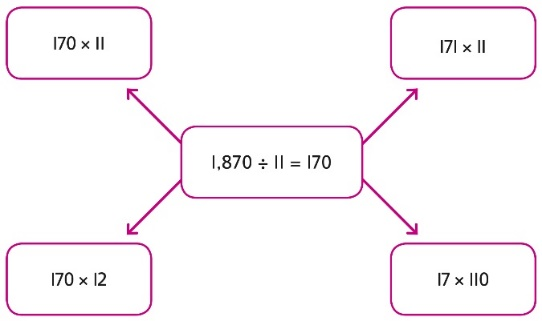 170 × 11
171 × 11
1,870 ÷ 11 = 170
170 × 12
17 × 110